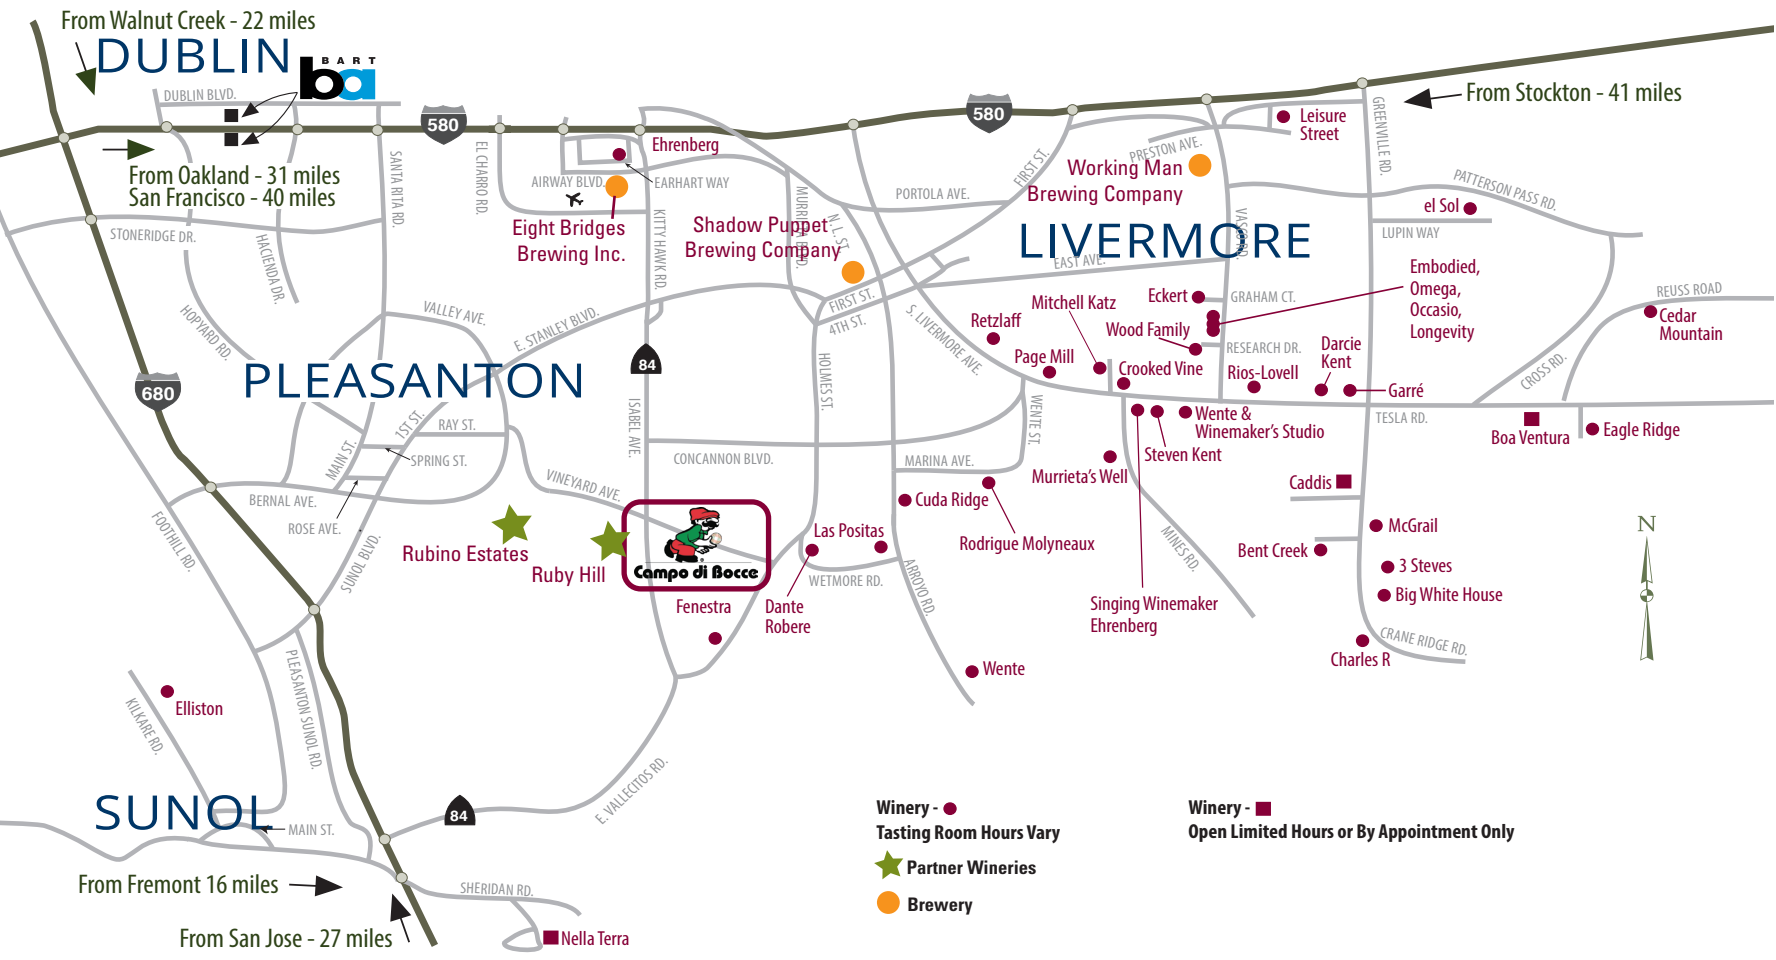 From Walnut Creek - 22 miles
DUBLIN
BART
ba
DUBLIN BLVD.
580
580
From Stockton - 41 miles
From Oakland - 31 miles
San Francisco - 40 miles
Ehrenberg
Leisure
Street
GREENVILLE RD.
SANTA RITA RD.
EL CHARRO RD.
AIRWAY BLVD.
EARHART WAY
PORTOLA AVE.
FIRST ST.
PRESTON AVE.
Working Man
Brewing Company
PATTERSON PASS RD.
el Sol
LUPIN WAY
STONERIDGE DR.
HACIENDA DR.
Eight Bridges
Brewing Inc.
KITTY HAWK RD.
Shadow Puppet
Brewing Company
MURRIETA BLVD.
N. L ST.
LIVERMORE
VASCO RD.
EAST AVE.
Embodied,
Omega,
Occasio,
Longevity
Eckert
GRAHAM CT.
REUSS ROAD
Cedar
Mountain
HOPYARD RD.
VALLEY AVE.
E. STANLEY BLVD.
FIRST ST.
4TH ST.
S. LIVERMORE AVE.
Mitchell Katz
Retzlaff
Wood Family
RESEARCH DR.
Page Mill
Crooked Vine
Rios-Lovell
Darcie
Kent
Garré
CROSS RD.
84
PLEASANTON
680
HOLMES ST.
ISABEL AVE.
WENTE ST.
Wente &
Winemaker's Studio
Steven Kent
TESLA RD.
Boa Ventura
Eagle Ridge
1ST ST.
RAY ST.
MAIN ST.
SPRING ST.
CONCANNON BLVD.
MARINA AVE.
Murrieta's Well
Caddis
VINEYARD AVE.
BERNAL AVE.
ROSE AVE.
Cuda Ridge
Rodrigue Molyneaux
McGrail
N
FOOTHILL RD.
SUNOL BLVD.
Rubino Estates
Ruby Hill
Campo di Bocce
Las Positas
WETMORE RD.
ARROYO RD.
MINES RD.
Bent Creek
3 Steves
Big White House
Fenestra
Dante
Robere
Singing Winemaker
Ehrenberg
CRANE RIDGE RD.
Charles R
Wente
PLEASANTON SUNOL RD.
Elliston
KILKARE RD.
E. VALLECITOS RD.
SUNOL
84
MAIN ST.
From Fremont 16 miles
SHERIDAN RD.
From San Jose - 27 miles
Nella Terra
Winery -
Tasting Room Hours Vary
Partner Wineries
Brewery
Winery -
Open Limited Hours or By Appointment Only